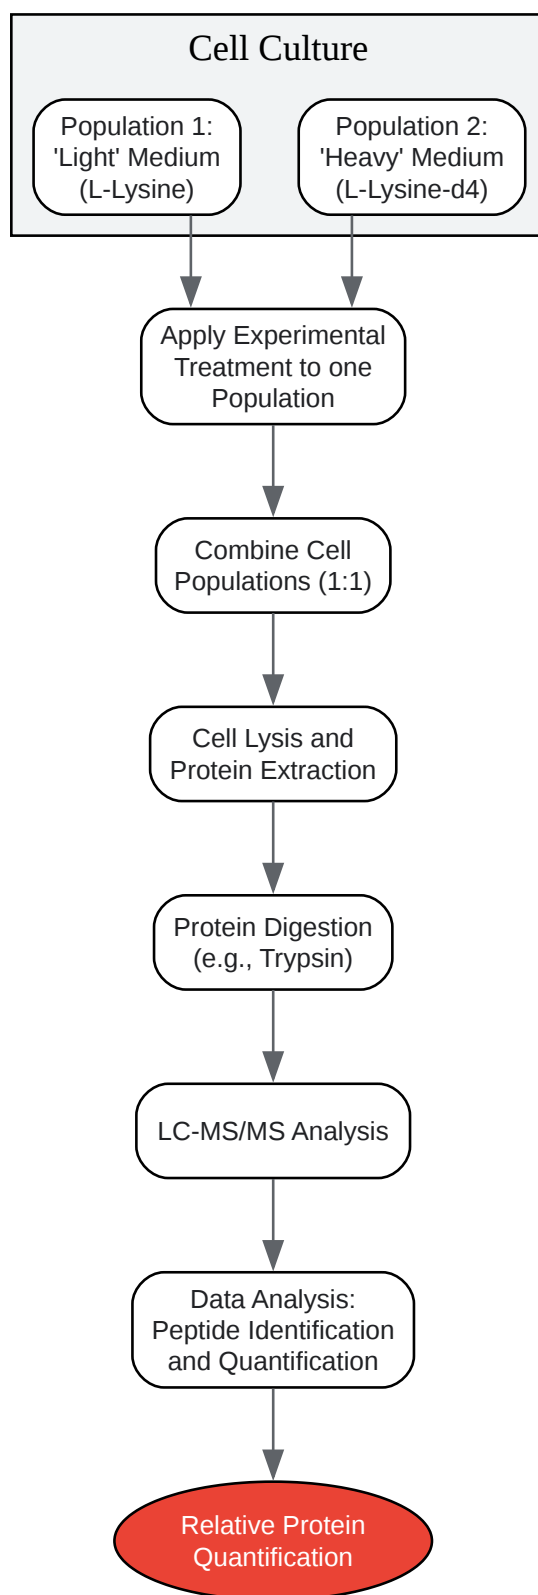 Cell Culture
Population 1:
'Light' Medium
(L-Lysine)
Population 2:
'Heavy' Medium
(L-Lysine-d4)
Apply Experimental
Treatment to one
Population
Combine Cell
Populations (1:1)
Cell Lysis and
Protein Extraction
Protein Digestion
(e.g., Trypsin)
LC-MS/MS Analysis
Data Analysis:
Peptide Identification
and Quantification
Relative Protein
Quantification